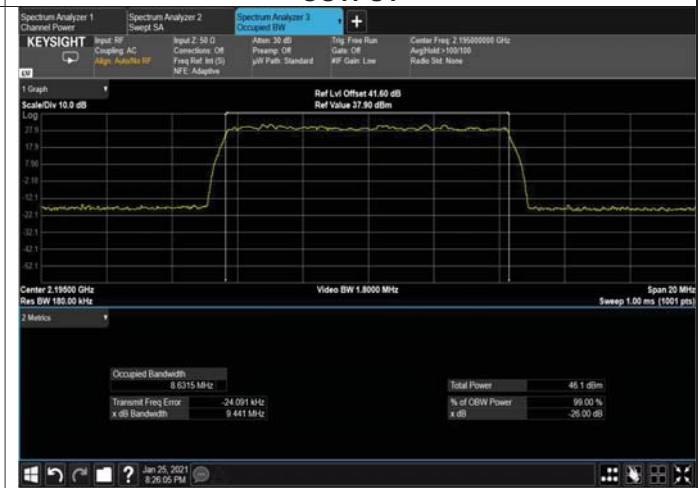 Spectrum Analyzer 1
Channel Power
Spectrum Analyzer 2
Swept SA
Spectrum Analyzer 3
Occupied BW
KEYSIGHT
Input: RF
Coupling: AC
Align: Auto/No RF
Input Z: 50 Ω
Corrections: Off
Freq Ref: Int (S)
NFE: Adaptive
Atten: 30 dB
Preamp: Off
µW Path: Standard
Trig: Free Run
Gate: Off
#IF Gain: Low
Center Freq: 2.195000000 GHz
Avg|Hold:>100/100
Radio Std: None
1 Graph
Scale/Div 10.0 dB
Ref Lvl Offset 41.60 dB
Ref Value 37.90 dBm
Log
27.9
17.9
7.90
-2.10
-12.1
-22.1
-32.1
-42.1
-52.1
Center 2.19500 GHz
Res BW 180.00 kHz
Video BW 1.8000 MHz
Span 20 MHz
Sweep 1.00 ms (1001 pts)
2 Metrics
Occupied Bandwidth
8.6315 MHz
Transmit Freq Error -24.091 kHz
x dB Bandwidth 9.441 MHz
Total Power 46.1 dBm
% of OBW Power 99.00 %
x dB -26.00 dB
Jan 25, 2021
8:26:05 PM